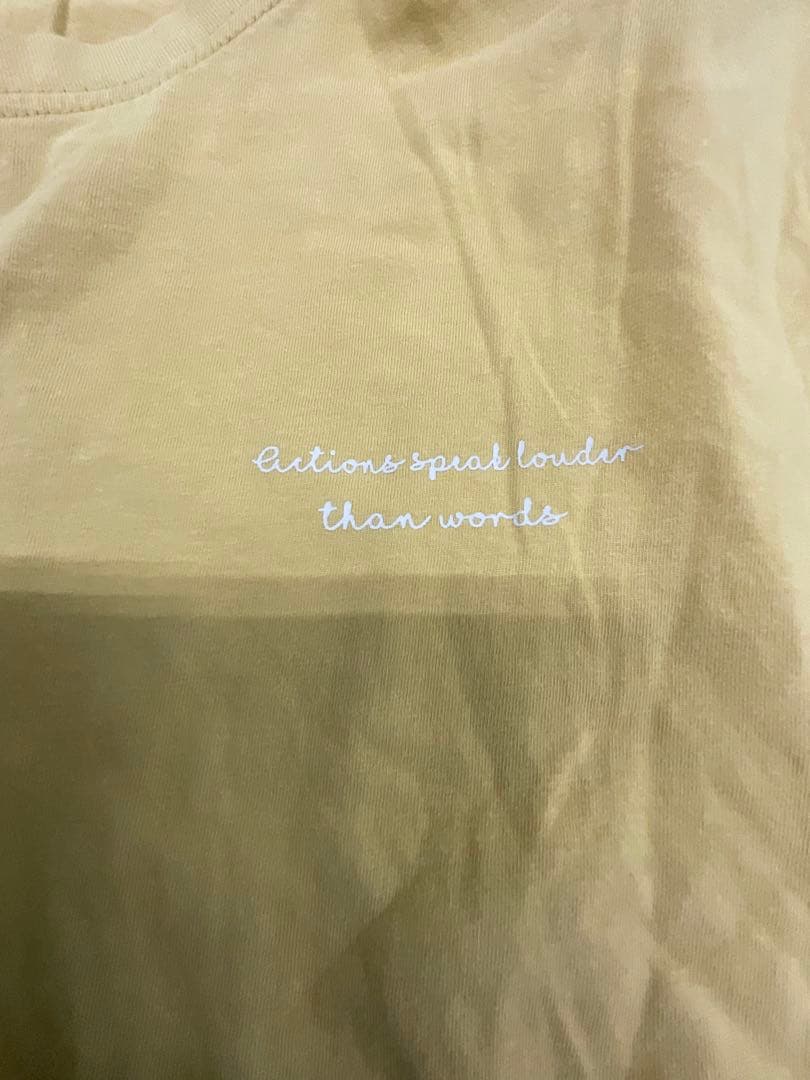 Actions speak louder
than words